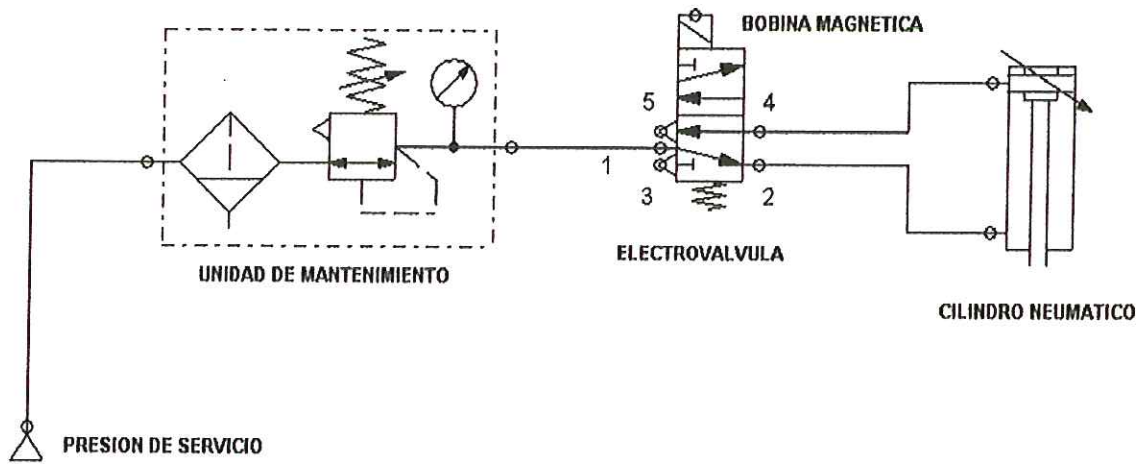 BOBINA MAGNETICA
5
4
1
3
2
ELECTROVALVULA
UNIDAD DE MANTENIMIENTO
CILINDRO NEUMATICO
PRESION DE SERVICIO